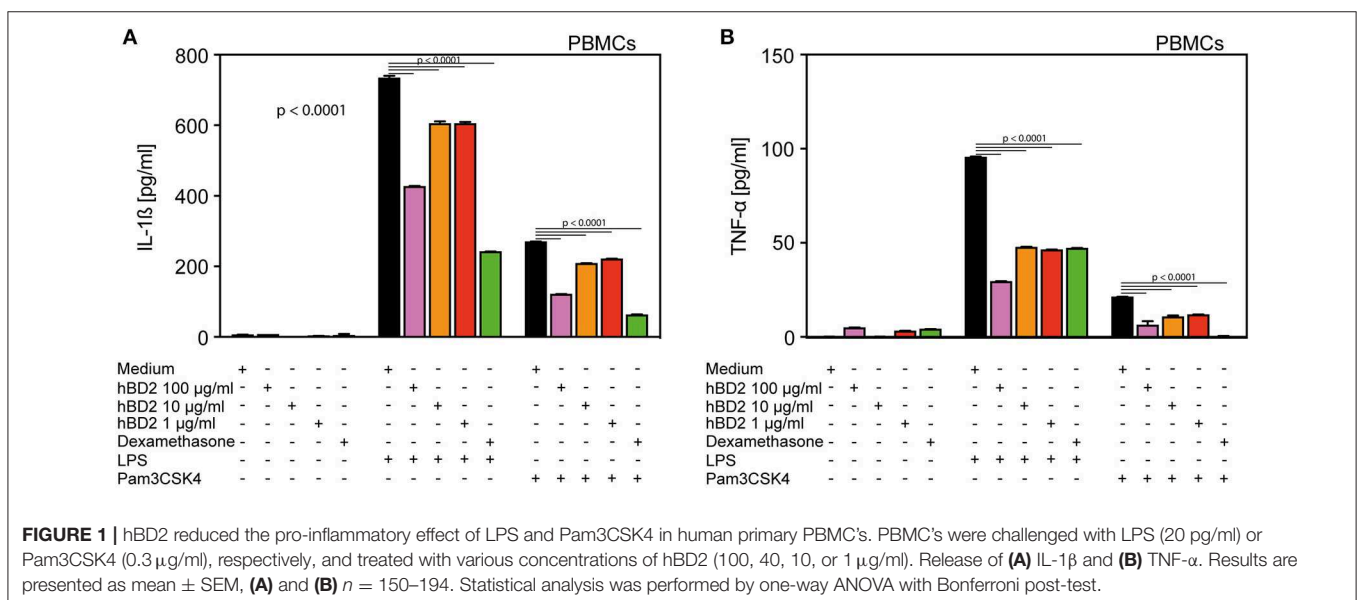 A
PBMCs
800
600
400
200
0
IL-1ß [pg/ml]
p < 0.0001
p < 0.0001
p < 0.0001
Medium + - - - - + - - - - + - - - -
hBD2 100 µg/ml - + - - - - + - - - - + - - -
hBD2 10 µg/ml - - + - - - - + - - - - + - -
hBD2 1 µg/ml - - - + - - - - + - - - - + -
Dexamethasone - - - - + - - - - + - - - - +
LPS - - - - - + + + + + - - - - -
Pam3CSK4 - - - - - - - - - - + + + + +
B
PBMCs
150
100
50
0
TNF-α [pg/ml]
p < 0.0001
p < 0.0001
Medium + - - - - + - - - - + - - - -
hBD2 100 µg/ml - + - - - - + - - - - + - - -
hBD2 10 µg/ml - - + - - - - + - - - - + - -
hBD2 1 µg/ml - - - + - - - - + - - - - + -
Dexamethasone - - - - + - - - - + - - - - +
LPS - - - - - + + + + + - - - - -
Pam3CSK4 - - - - - - - - - - + + + + +
FIGURE 1 | hBD2 reduced the pro-inflammatory effect of LPS and Pam3CSK4 in human primary PBMC's. PBMC's were challenged with LPS (20 pg/ml) or
Pam3CSK4 (0.3 µg/ml), respectively, and treated with various concentrations of hBD2 (100, 40, 10, or 1 µg/ml). Release of (A) IL-1β and (B) TNF-α. Results are
presented as mean ± SEM, (A) and (B) n = 150–194. Statistical analysis was performed by one-way ANOVA with Bonferroni post-test.